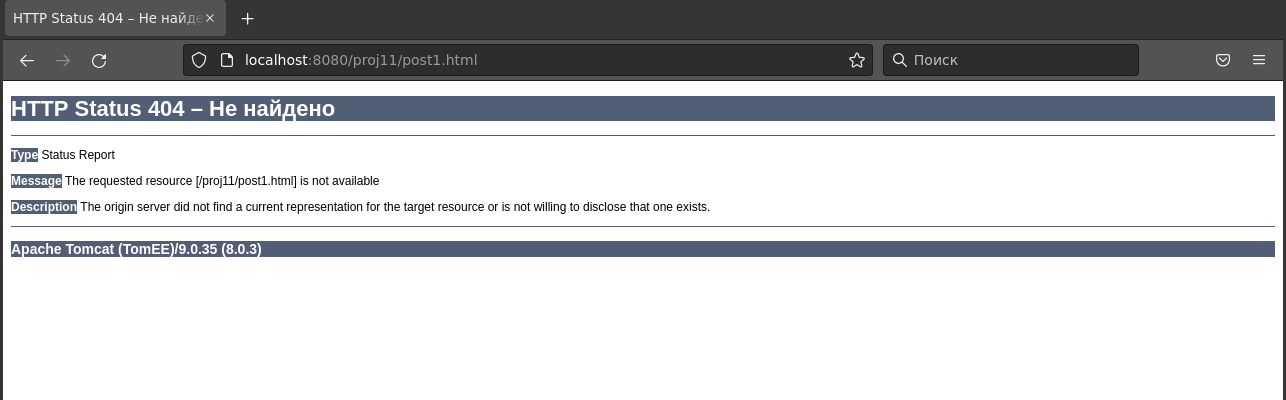 HTTP Status 404 – Не найде
localhost:8080/proj11/post1.html
Поиск
HTTP Status 404 – Не найдено
Type Status Report
Message The requested resource [/proj11/post1.html] is not available
Description The origin server did not find a current representation for the target resource or is not willing to disclose that one exists.
Apache Tomcat (TomEE)/9.0.35 (8.0.3)